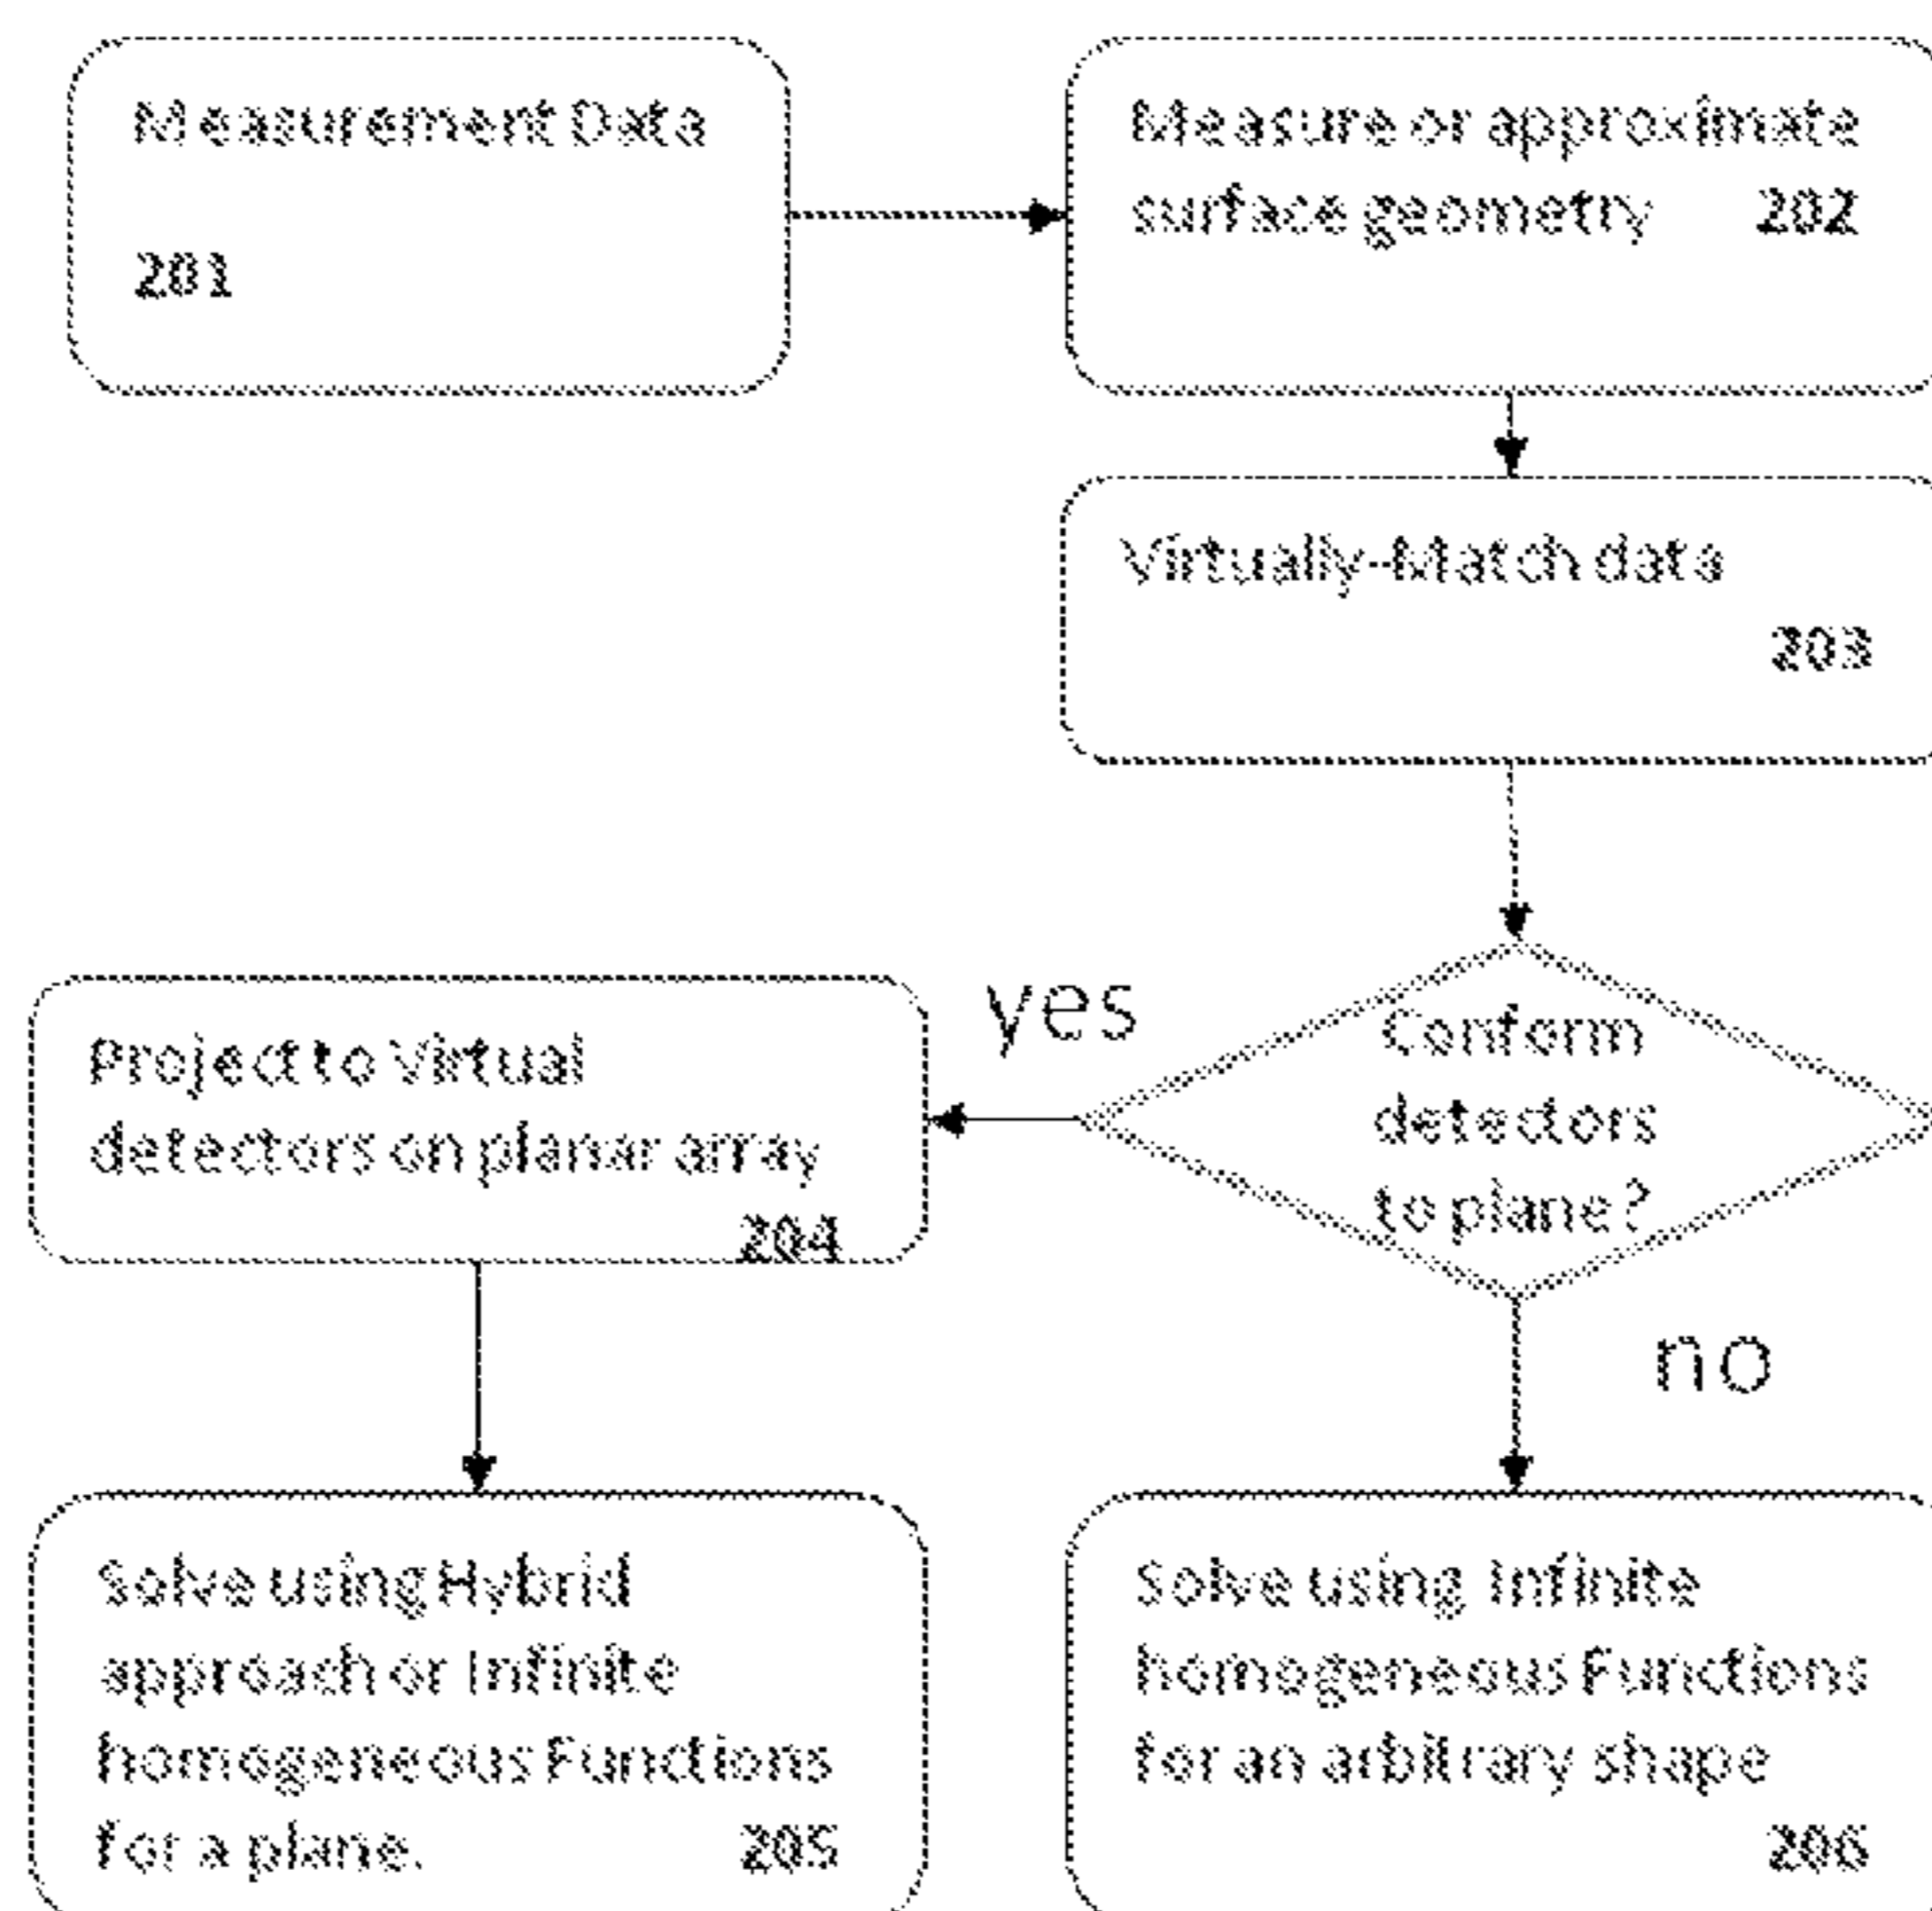 Measurement Data
201
Measure or approximate
surface geometry 202
Virtually-Match data
203
Conform
detectors
to plane?
yes
no
Project to Virtual
detectors on planar array
204
Solve using Hybrid
approach or Infinite
homogeneous Functions
for a plane. 205
Solve using Infinite
homogeneous Functions
for an arbitrary shape
206